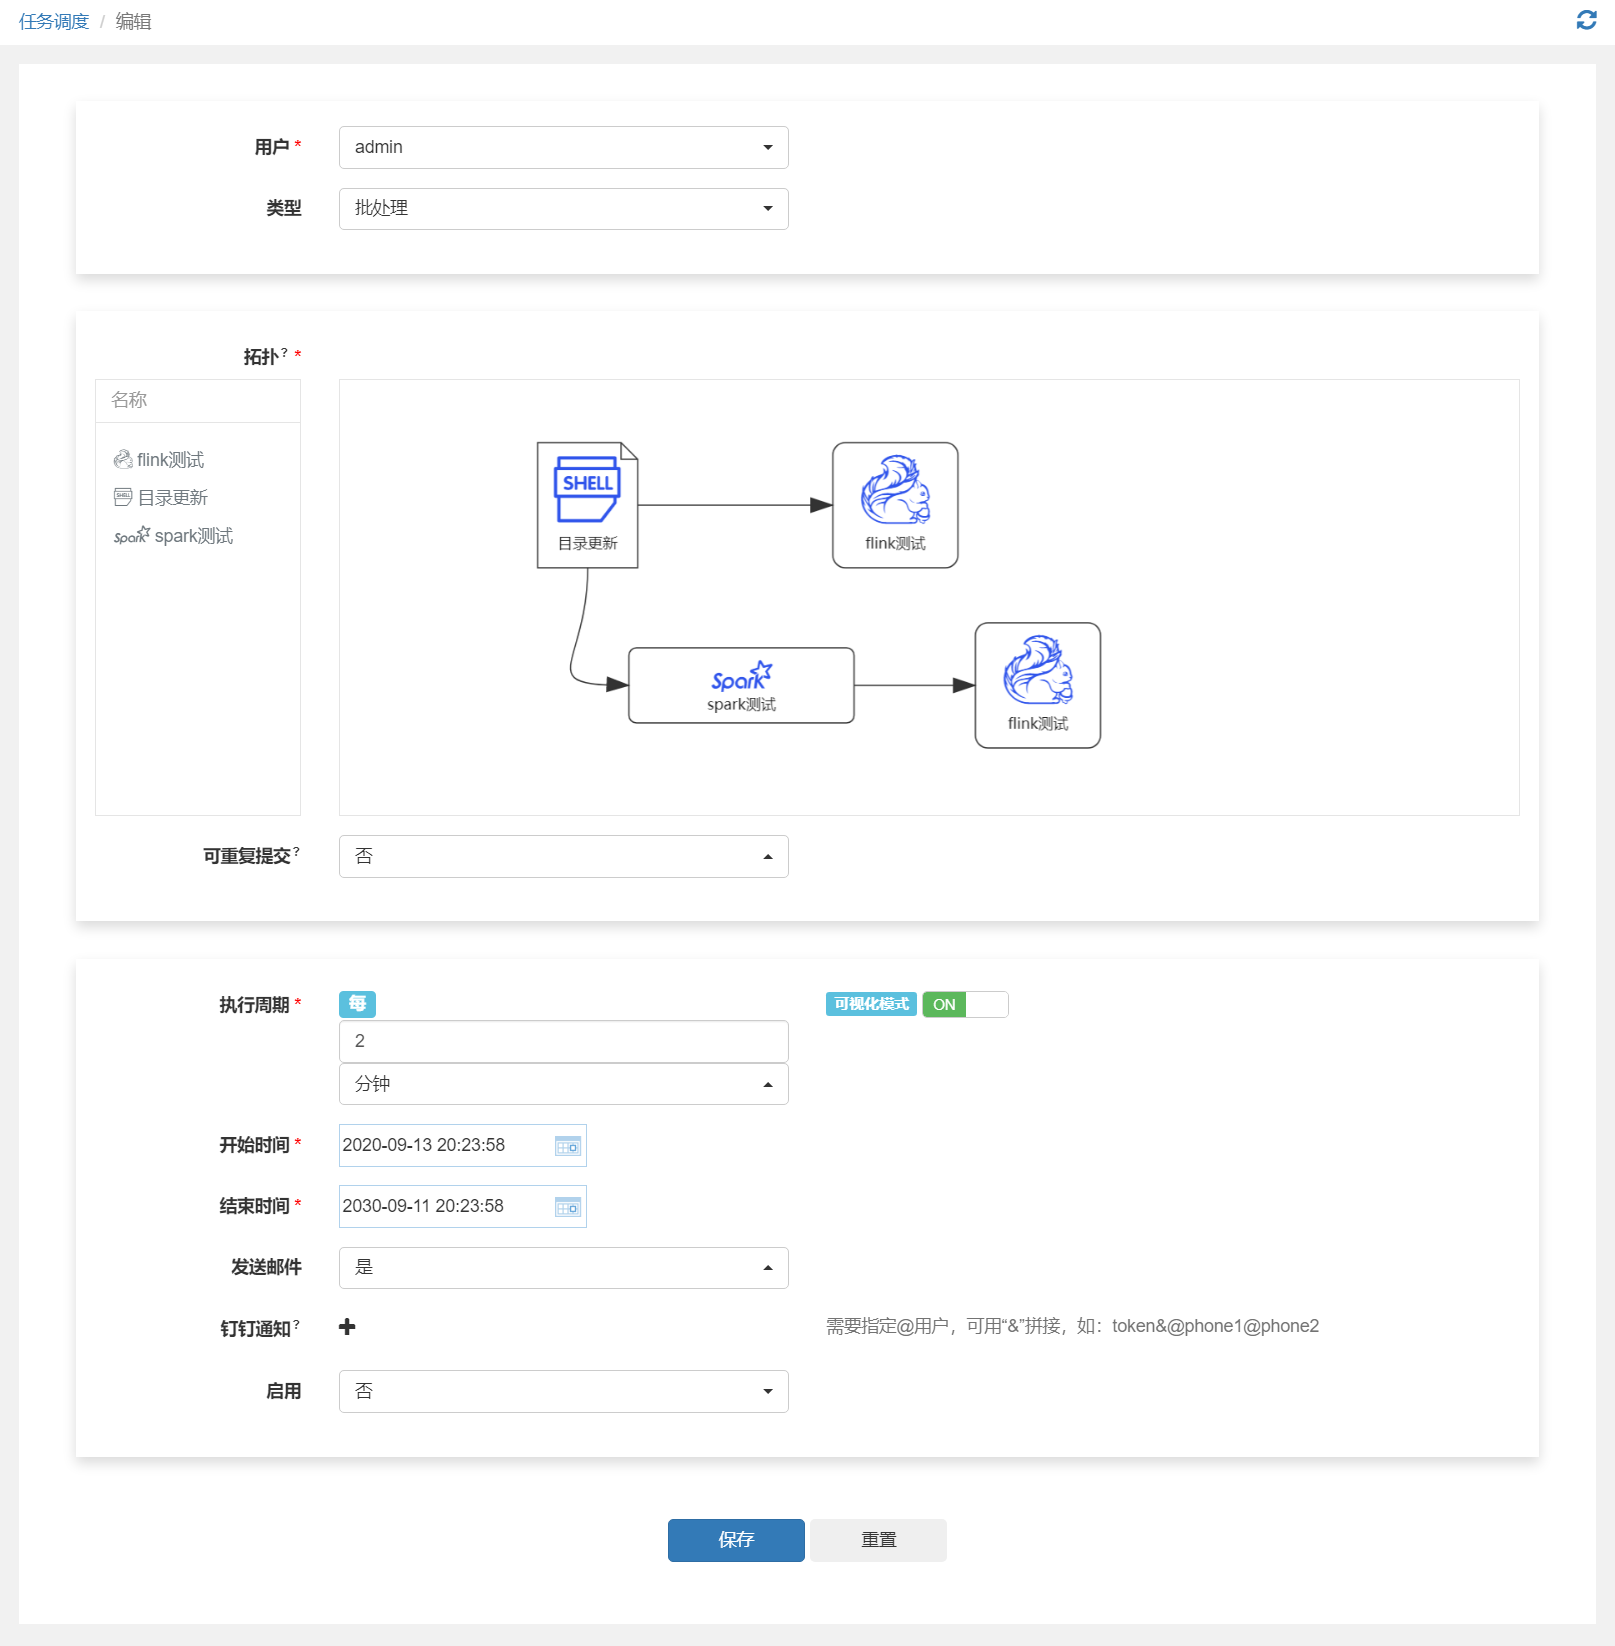 任务调度 / 编辑
用户 *
admin
类型
批处理
拓扑? *
名称
flink测试
SHELL 目录更新
Spark spark测试
SHELL
目录更新
flink测试
Spark
spark测试
flink测试
可重复提交?
否
执行周期 *
每
可视化模式 ON
2
分钟
开始时间 *
2020-09-13 20:23:58
结束时间 *
2030-09-11 20:23:58
发送邮件
是
钉钉通知?
需要指定@用户，可用“&”拼接，如：token&@phone1@phone2
启用
否
保存
重置